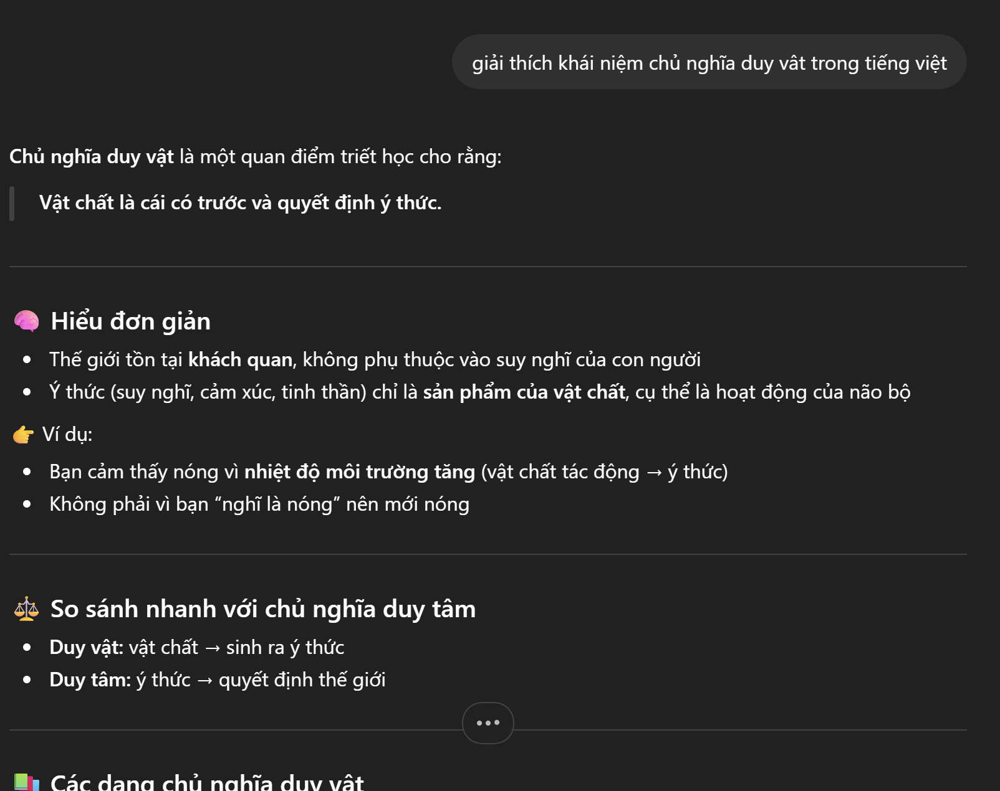 giải thích khái niệm chủ nghĩa duy vât trong tiếng việt
Chủ nghĩa duy vật là một quan điểm triết học cho rằng:
Vật chất là cái có trước và quyết định ý thức.
🧠 Hiểu đơn giản
• Thế giới tồn tại khách quan, không phụ thuộc vào suy nghĩ của con người
• Ý thức (suy nghĩ, cảm xúc, tinh thần) chỉ là sản phẩm của vật chất, cụ thể là hoạt động của não bộ
👉 Ví dụ:
• Bạn cảm thấy nóng vì nhiệt độ môi trường tăng (vật chất tác động → ý thức)
• Không phải vì bạn “nghĩ là nóng” nên mới nóng
⚖️ So sánh nhanh với chủ nghĩa duy tâm
• Duy vật: vật chất → sinh ra ý thức
• Duy tâm: ý thức → quyết định thế giới
📚 Các dạng chủ nghĩa duy vật